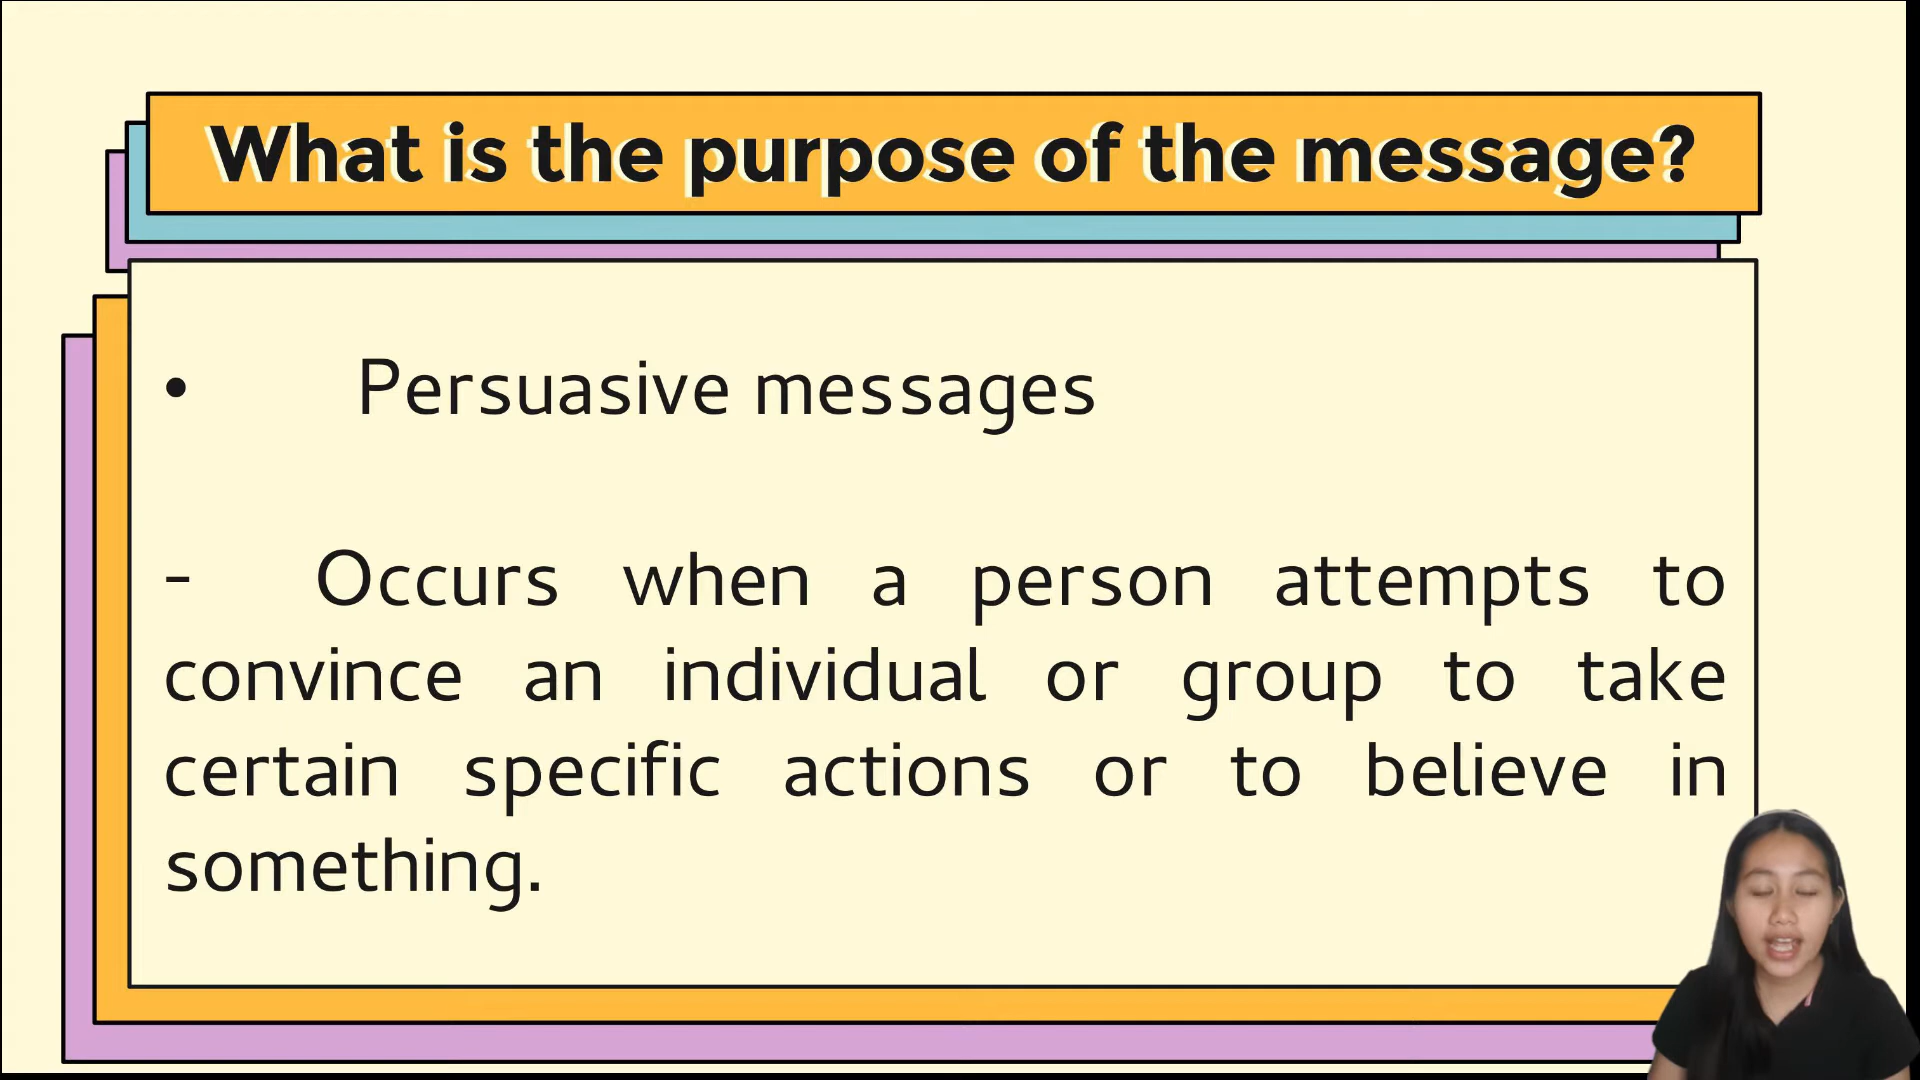 What is the purpose of the message?
• Persuasive messages
- Occurs when a person attempts to
convince an individual or group to take
certain specific actions or to believe in
something.